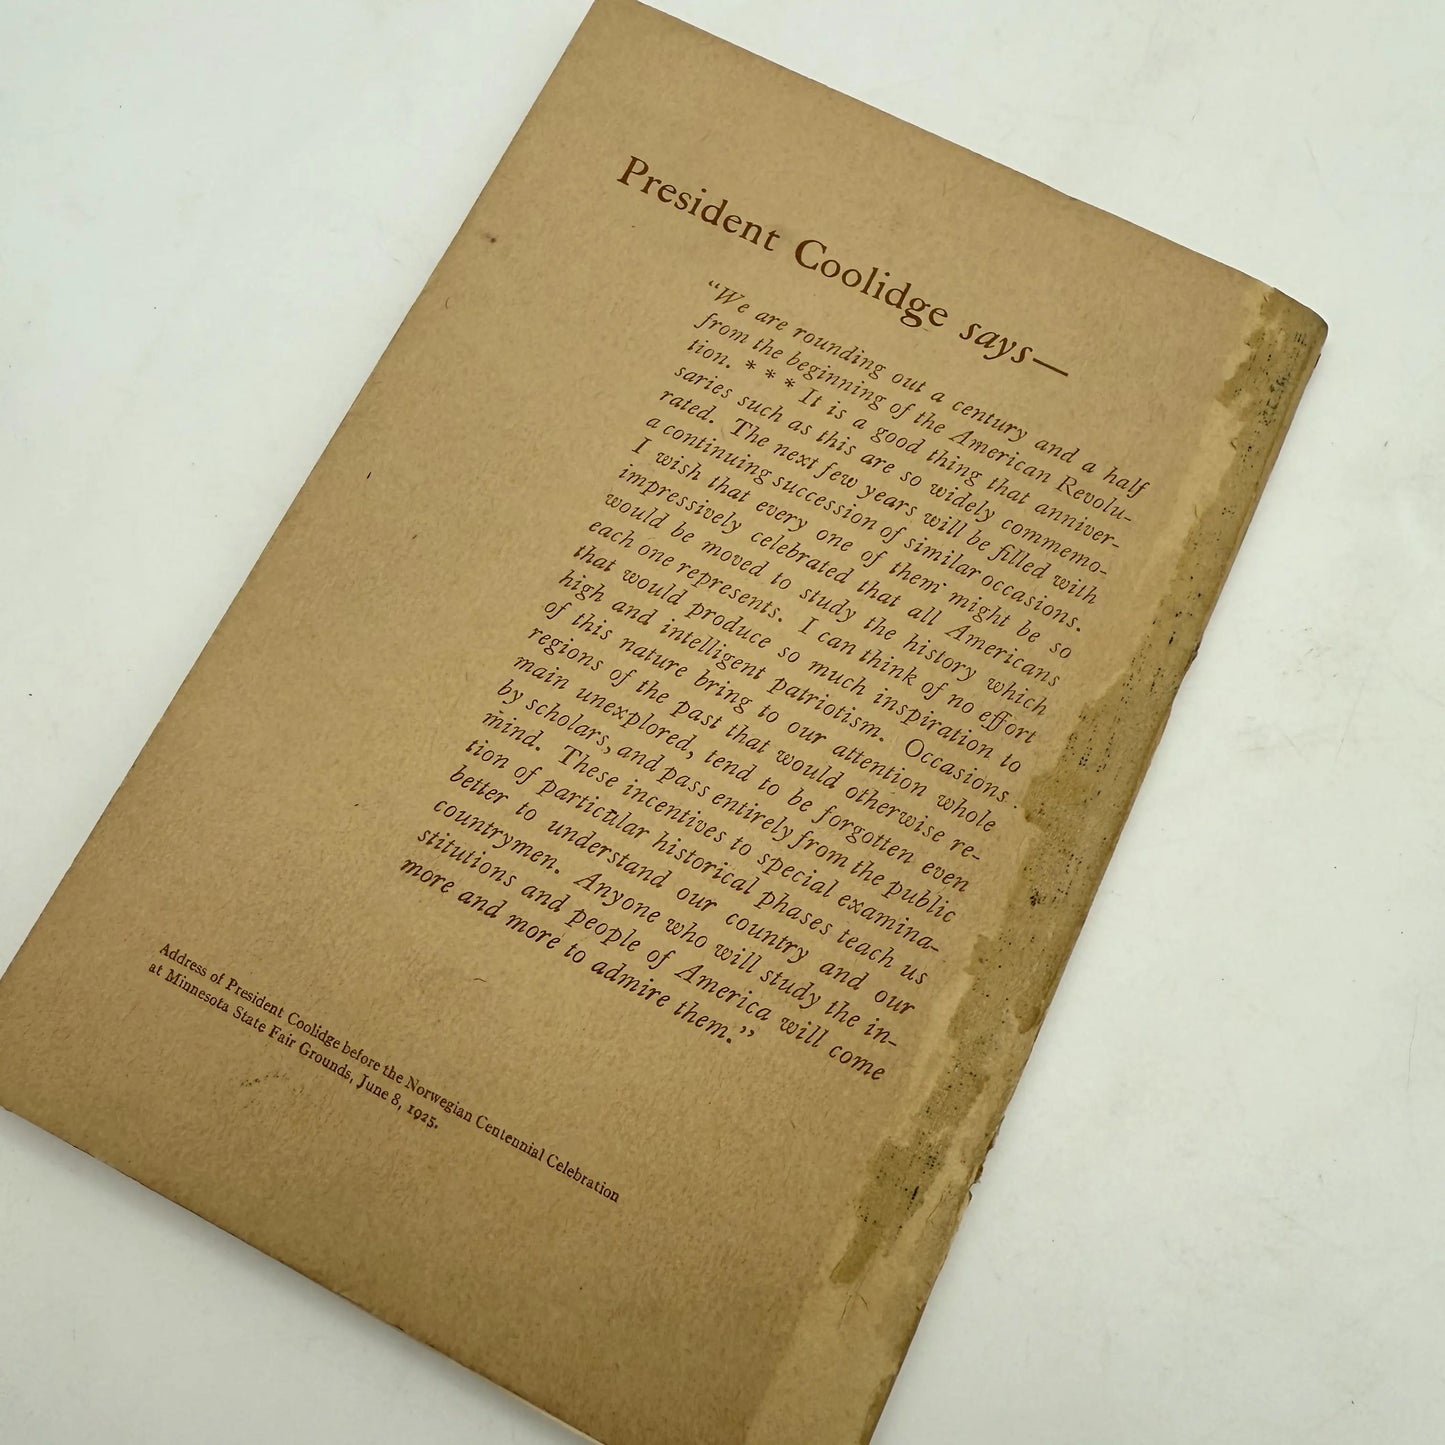 President Coolidge says—
“We are rounding out a century and a half
from the beginning of the American Revolu-
tion. * * * It is a good thing that anniver-
saries such as this are so widely commemo-
rated. The next few years will be filled with
a continuing succession of similar occasions.
I wish that every one of them might be so
impressively celebrated that all Americans
would be moved to study the history which
each one represents. I can think of no effort
that would produce so much inspiration to
high and intelligent patriotism. Occasions
of this nature bring to our attention whole
regions of the past that would otherwise re-
main unexplored, tend to be forgotten even
by scholars, and pass entirely from the public
mind. These incentives to special examina-
tion of particular historical phases teach us
better to understand our country and our
countrymen. Anyone who will study the in-
stitutions and people of America will come
more and more to admire them.”
Address of President Coolidge before the Norwegian Centennial Celebration
at Minnesota State Fair Grounds, June 8, 1925.